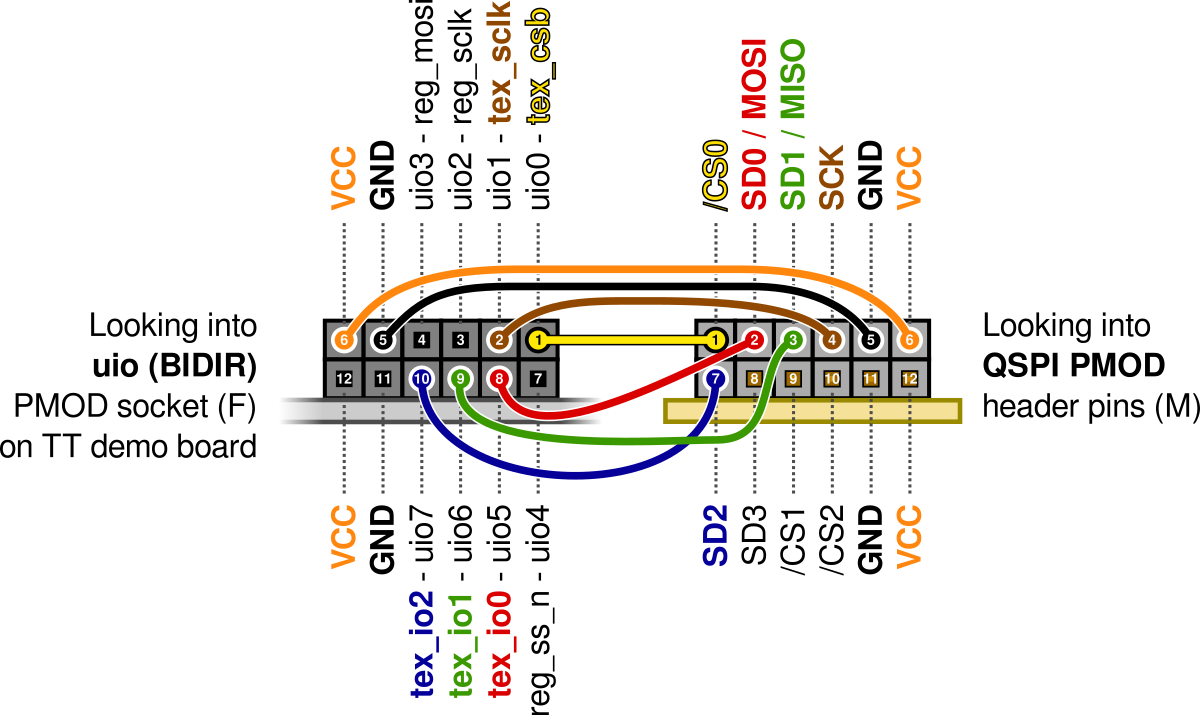 VCC
GND
uio3 - reg_mosi
uio2 - reg_sclk
uio1 - tex_sclk
uio0 - tex_csb
/CS0
SD0 / MOSI
SD1 / MISO
SCK
GND
VCC
Looking into
uio (BIDIR)
PMOD socket (F)
on TT demo board
6 5 4 3 2 1
12 11 10 9 8 7
1 2 3 4 5 6
7 8 9 10 11 12
Looking into
QSPI PMOD
header pins (M)
VCC
GND
tex_io2 - uio7
tex_io1 - uio6
tex_io0 - uio5
reg_ss_n - uio4
SD2
SD3
/CS1
/CS2
GND
VCC